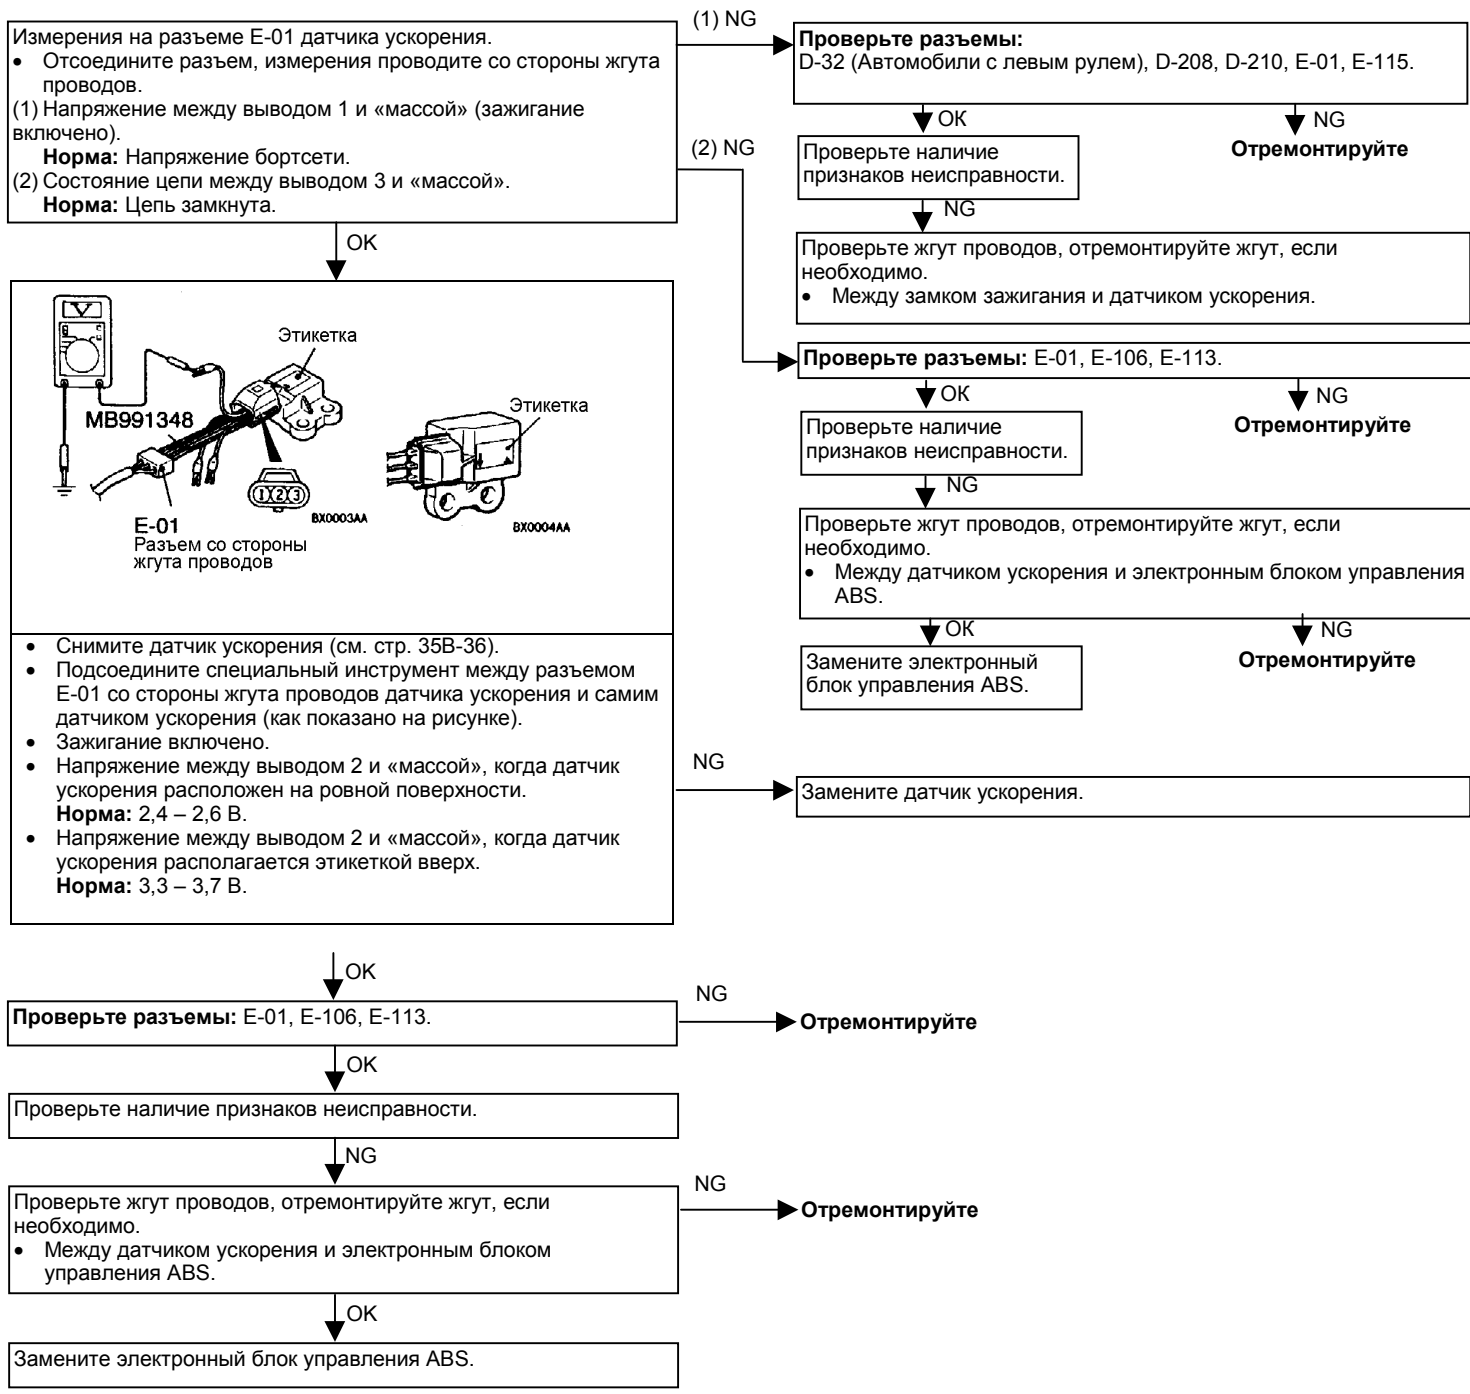 Измерения на разъеме E-01 датчика ускорения.
• Отсоедините разъем, измерения проводите со стороны жгута
проводов.
(1) Напряжение между выводом 1 и «массой» (зажигание
включено).
Норма: Напряжение бортсети.
(2) Состояние цепи между выводом 3 и «массой».
Норма: Цепь замкнута.
(1) NG
Проверьте разъемы:
D-32 (Автомобили с левым рулем), D-208, D-210, E-01, E-115.
OK
NG
Проверьте наличие
признаков неисправности.
Отремонтируйте
NG
Проверьте жгут проводов, отремонтируйте жгут, если
необходимо.
• Между замком зажигания и датчиком ускорения.
(2) NG
Проверьте разъемы: E-01, E-106, E-113.
OK
NG
Проверьте наличие
признаков неисправности.
Отремонтируйте
NG
Проверьте жгут проводов, отремонтируйте жгут, если
необходимо.
• Между датчиком ускорения и электронным блоком управления
ABS.
OK
NG
Замените электронный
блок управления ABS.
Отремонтируйте
OK
V
Этикетка
MB991348
Этикетка
1 2 3
BX0003AA
BX0004AA
E-01
Разъем со стороны
жгута проводов
• Снимите датчик ускорения (см. стр. 35B-36).
• Подсоедините специальный инструмент между разъемом
E-01 со стороны жгута проводов датчика ускорения и самим
датчиком ускорения (как показано на рисунке).
• Зажигание включено.
• Напряжение между выводом 2 и «массой», когда датчик
ускорения расположен на ровной поверхности.
Норма: 2,4 – 2,6 В.
• Напряжение между выводом 2 и «массой», когда датчик
ускорения располагается этикеткой вверх.
Норма: 3,3 – 3,7 В.
NG
Замените датчик ускорения.
OK
Проверьте разъемы: E-01, E-106, E-113.
NG
Отремонтируйте
OK
Проверьте наличие признаков неисправности.
NG
Проверьте жгут проводов, отремонтируйте жгут, если
необходимо.
• Между датчиком ускорения и электронным блоком
управления ABS.
NG
Отремонтируйте
OK
Замените электронный блок управления ABS.